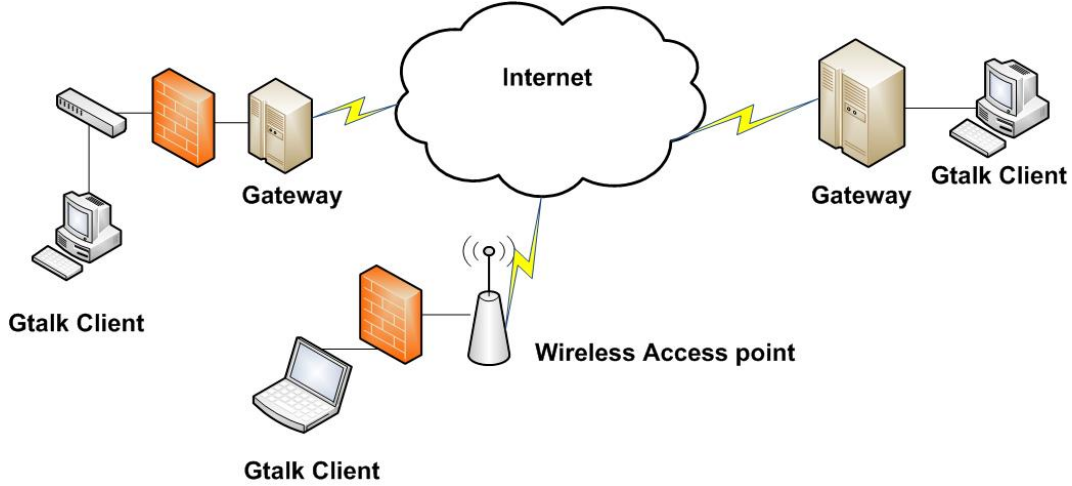 Internet
Gateway
Gateway
Gtalk Client
Gtalk Client
Wireless Access point
Gtalk Client